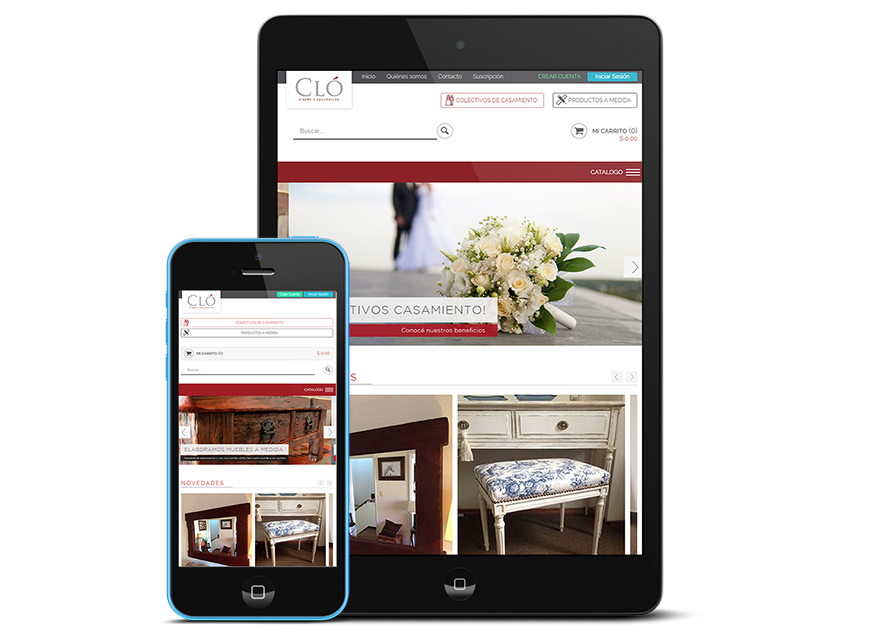 CLÓ
DISEÑO Y DECORACIÓN
Inicio Quiénes somos Contacto Suscripción CREAR CUENTA Iniciar Sesión
COLECTIVOS DE CASAMIENTO PRODUCTOS A MEDIDA
Buscar... MI CARRITO (0)
$ 0.00
CATALOGO
TIVOS CASAMIENTO!
Conocé nuestros beneficios
S
CLÓ
Crear Cuenta Iniciar Sesión
COLECTIVOS DE CASAMIENTO
PRODUCTOS A MEDIDA
MI CARRITO (0) $ 0.00
Buscar...
CATALOGO
ELABORAMOS MUEBLES A MEDIDA
NOVEDADES